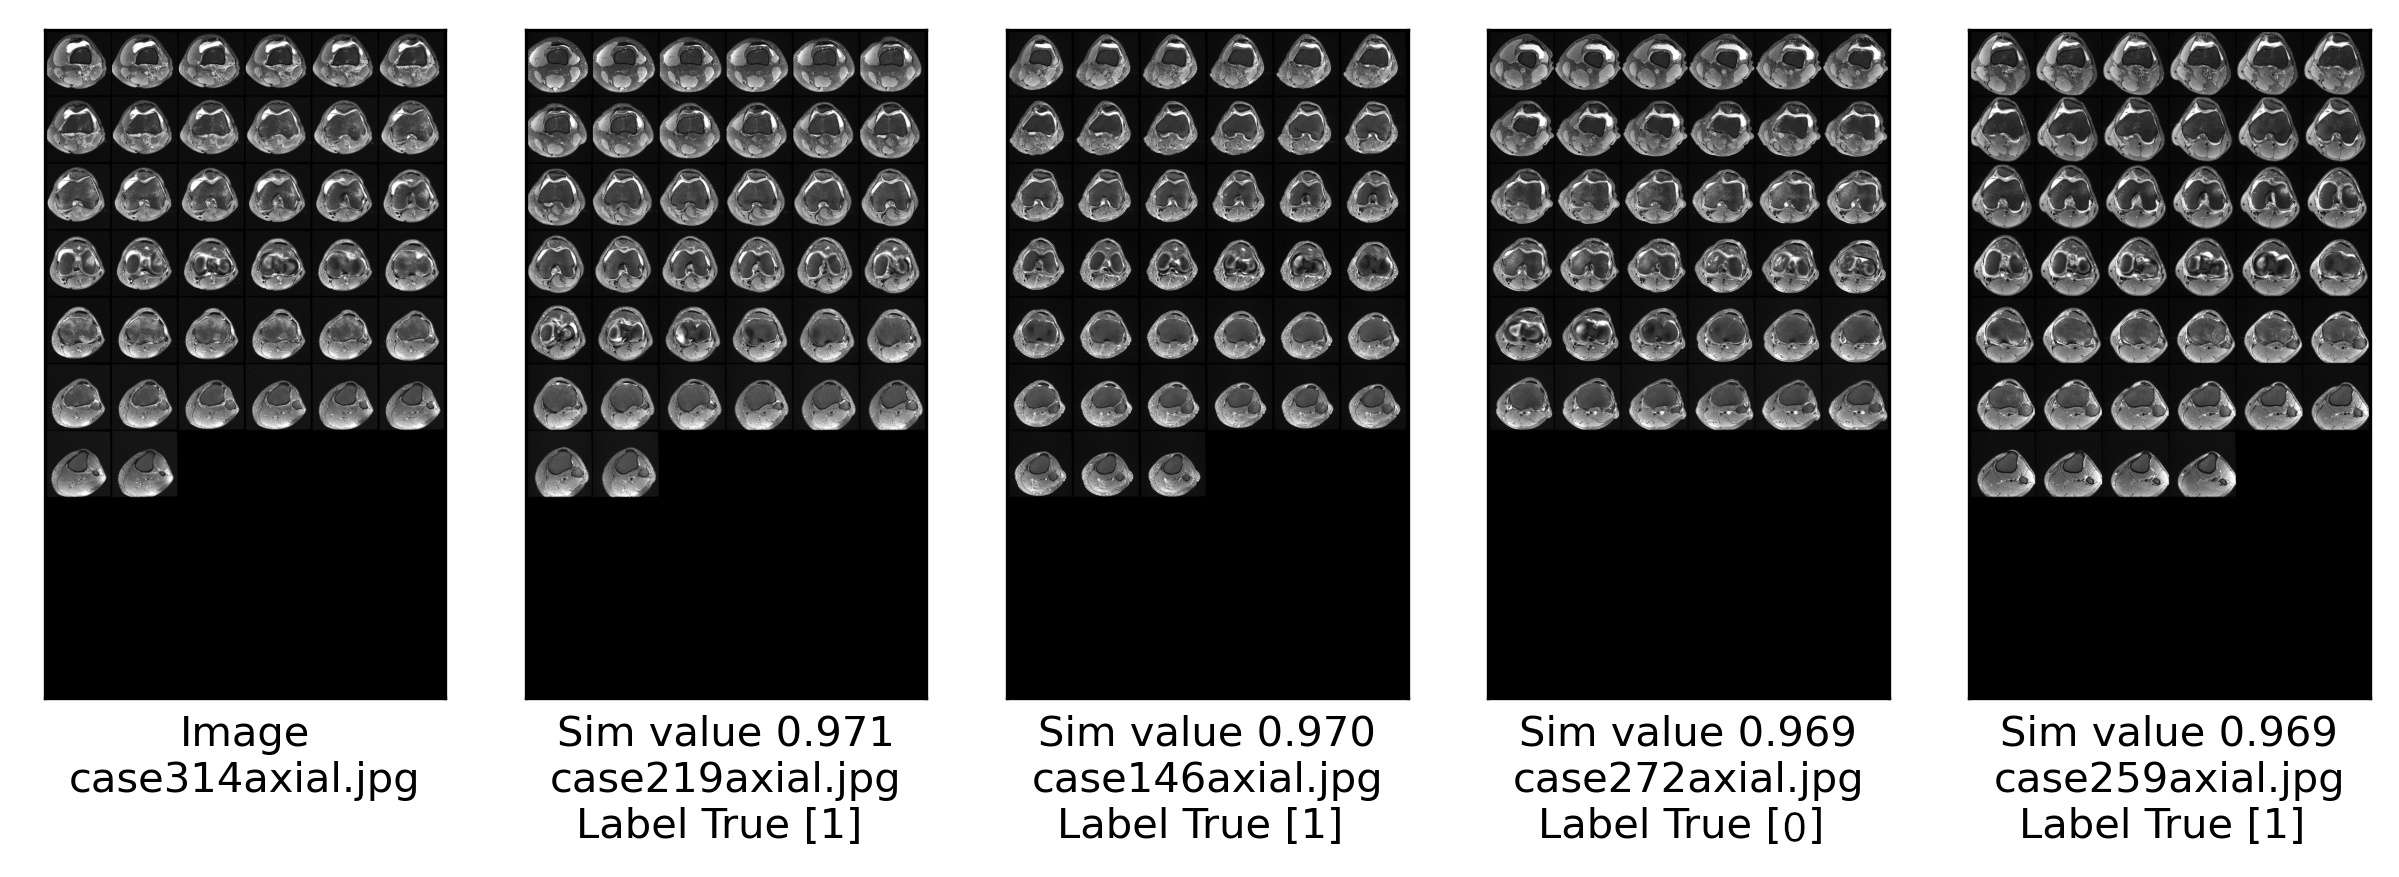 Image
case314axial.jpg
Sim value 0.971
case219axial.jpg
Label True [1]
Sim value 0.970
case146axial.jpg
Label True [1]
Sim value 0.969
case272axial.jpg
Label True [0]
Sim value 0.969
case259axial.jpg
Label True [1]